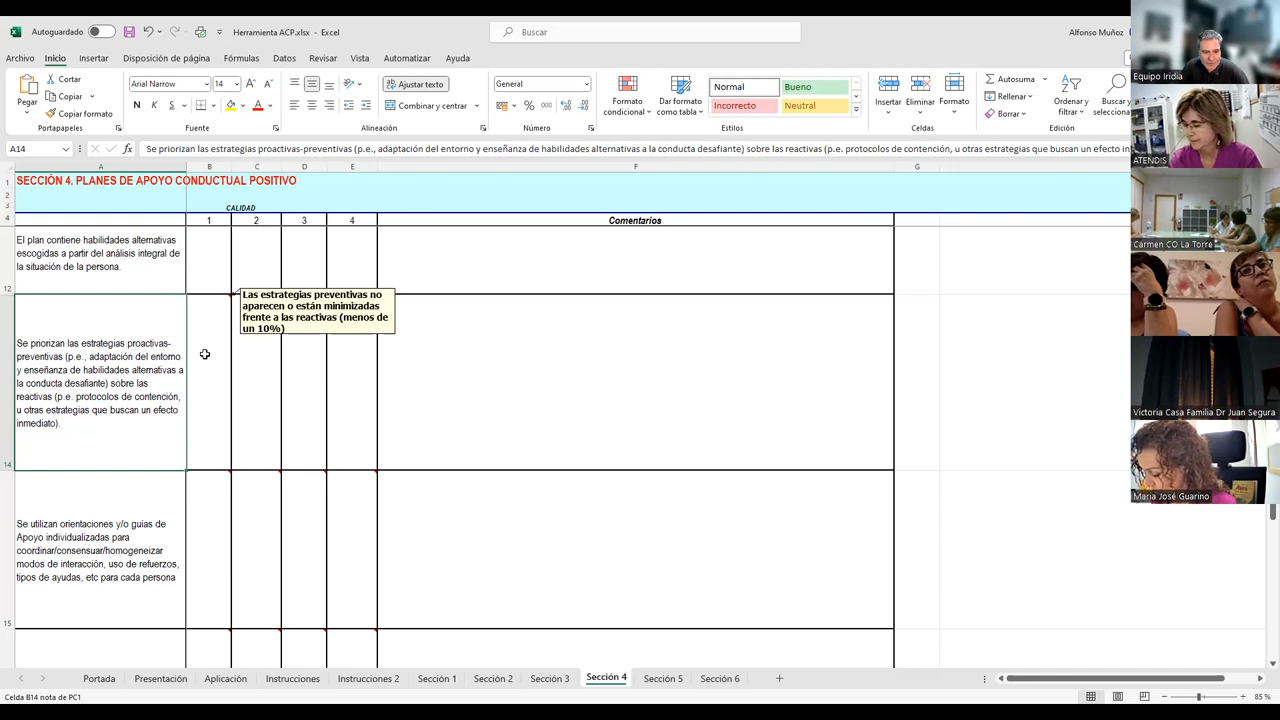 Autoguardado
Herramienta ACP.xlsx - Excel
Buscar
Alfonso Muñoz
Archivo
Inicio
Insertar
Disposición de página
Fórmulas
Datos
Revisar
Vista
Automatizar
Ayuda
Pegar
Cortar
Copiar
Copiar formato
Portapapeles
Arial Narrow
14
N K S
Fuente
Ajustar texto
Combinar y centrar
Alineación
General
Número
Formato
condicional
Dar formato
como tabla
Normal
Bueno
Incorrecto
Neutral
Estilos
Insertar
Eliminar
Formato
Celdas
Autosuma
Rellenar
Borrar
Ordenar y
filtrar
Buscar y
Edición
A14
Se priorizan las estrategias proactivas-preventivas (p.e., adaptación del entorno y enseñanza de habilidades alternativas a la conducta desafiante) sobre las reactivas (p.e. protocolos de contención, u otras estrategias que buscan un efecto
A B C D E F G
1 SECCIÓN 4. PLANES DE APOYO CONDUCTUAL POSITIVO
2
3 CALIDAD
4 1 2 3 4 Comentarios
El plan contiene habilidades alternativas
escogidas a partir del análisis integral de
la situación de la persona.
12
Las estrategias preventivas no
aparecen o están minimizadas
frente a las reactivas (menos de
un 10%)
Se priorizan las estrategias proactivas-
preventivas (p.e., adaptación del entorno
y enseñanza de habilidades alternativas a
la conducta desafiante) sobre las
reactivas (p.e. protocolos de contención,
u otras estrategias que buscan un efecto
inmediato).
14
Se utilizan orientaciones y/o guías de
Apoyo individualizadas para
coordinar/consensuar/homogeneizar
modos de interacción, uso de refuerzos,
tipos de ayudas, etc para cada persona
15
Portada
Presentación
Aplicación
Instrucciones
Instrucciones 2
Sección 1
Sección 2
Sección 3
Sección 4
Sección 5
Sección 6
Celda B14 nota de PC1
85 %
Equipo Iridia
ATENDIS
Carmen CO La Torre
Victoria Casa Familia Dr Juan Segura
Maria José Guarino